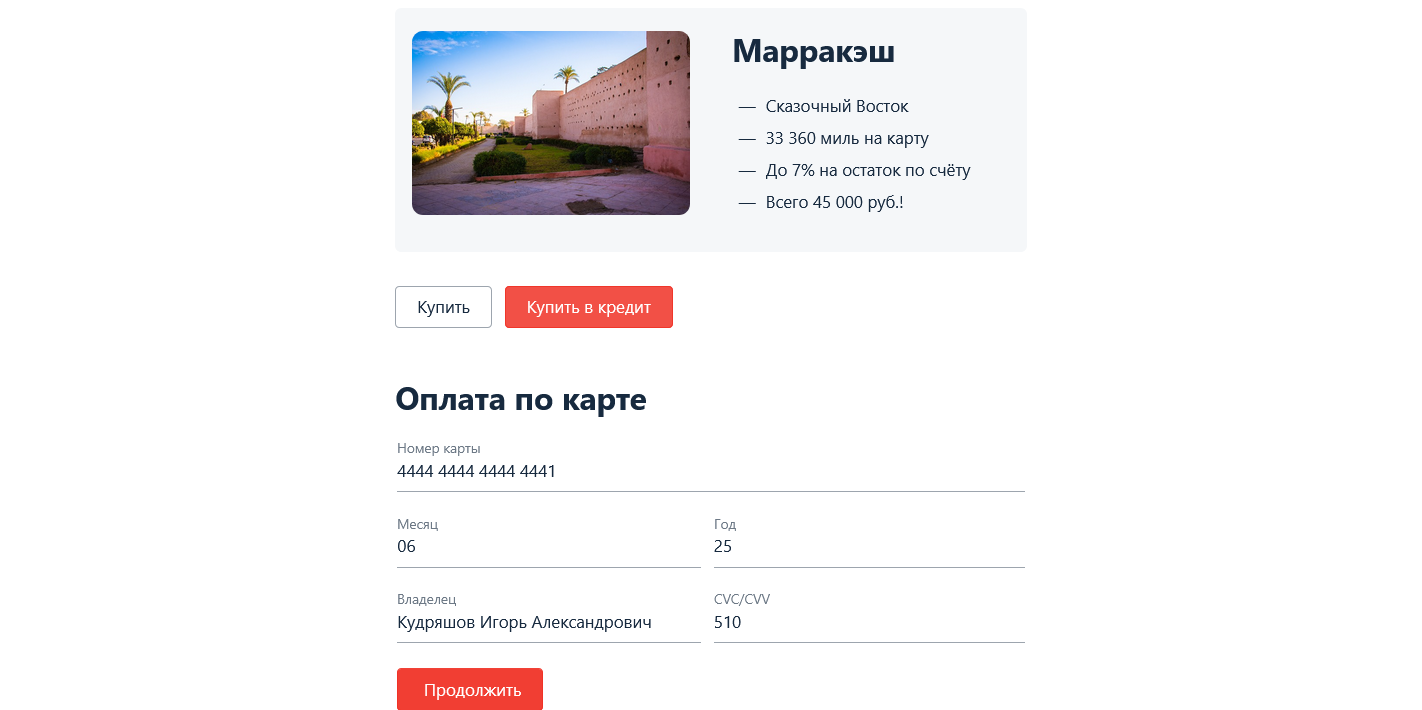 Марракэш
— Сказочный Восток
— 33 360 миль на карту
— До 7% на остаток по счёту
— Всего 45 000 руб.!
Купить Купить в кредит
Оплата по карте
Номер карты
4444 4444 4444 4441
Месяц Год
06 25
Владелец CVC/CVV
Кудряшов Игорь Александрович 510
Продолжить